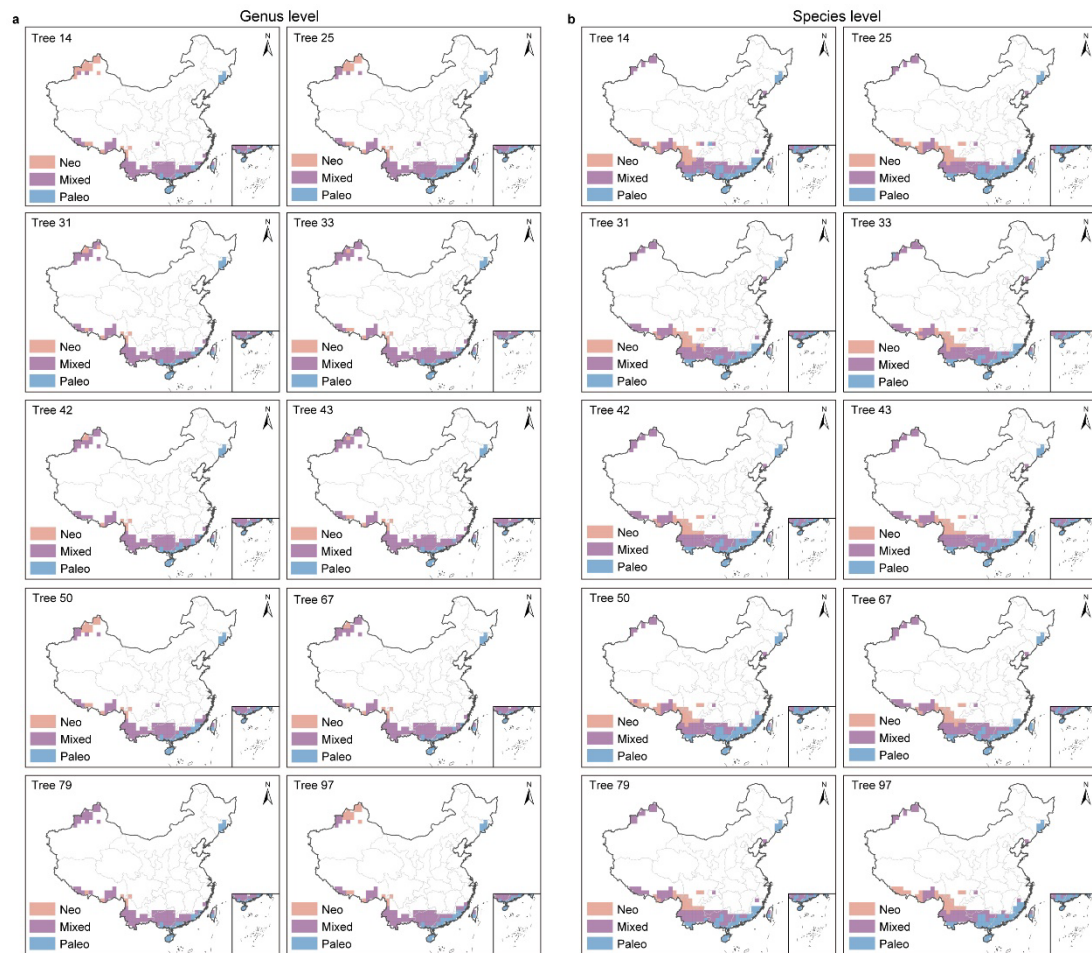 a Genus level
b Species level
Tree 14
N
Neo
Mixed
Paleo
Tree 25
N
Neo
Mixed
Paleo
Tree 14
N
Neo
Mixed
Paleo
Tree 25
N
Neo
Mixed
Paleo
Tree 31
N
Neo
Mixed
Paleo
Tree 33
N
Neo
Mixed
Paleo
Tree 31
N
Neo
Mixed
Paleo
Tree 33
N
Neo
Mixed
Paleo
Tree 42
N
Neo
Mixed
Paleo
Tree 43
N
Neo
Mixed
Paleo
Tree 42
N
Neo
Mixed
Paleo
Tree 43
N
Neo
Mixed
Paleo
Tree 50
N
Neo
Mixed
Paleo
Tree 67
N
Neo
Mixed
Paleo
Tree 50
N
Neo
Mixed
Paleo
Tree 67
N
Neo
Mixed
Paleo
Tree 79
N
Neo
Mixed
Paleo
Tree 97
N
Neo
Mixed
Paleo
Tree 79
N
Neo
Mixed
Paleo
Tree 97
N
Neo
Mixed
Paleo